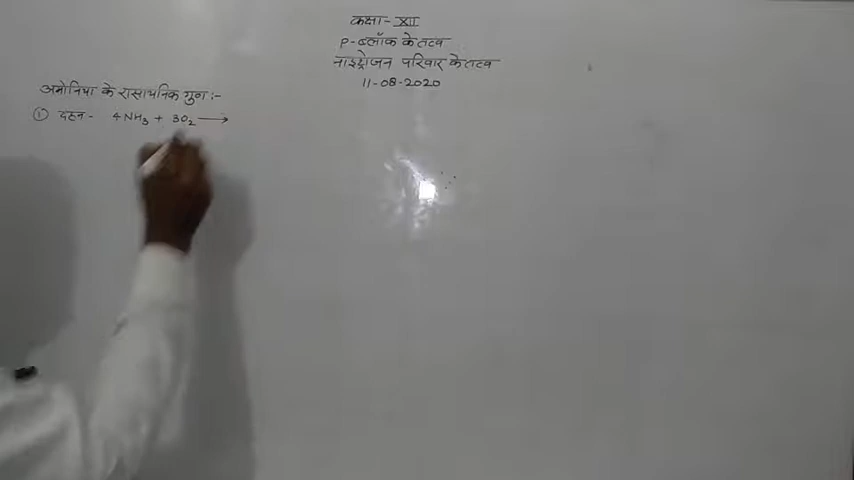 कक्षा - XII
P-ब्लॉक के तत्व
नाइट्रोजन परिवार के तत्व
11-08-2020
अमोनिया के रासायनिक गुण :-
① दहन - 4NH₃ + 3O₂ ⟶